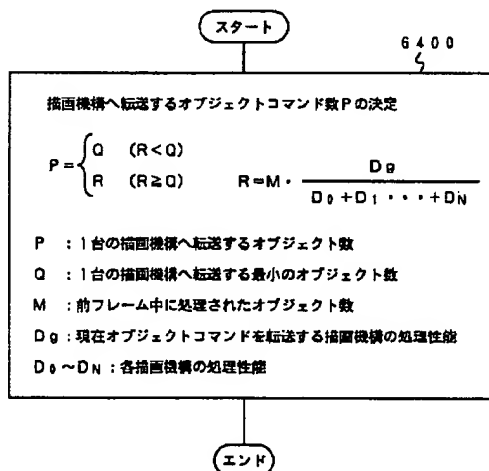 スタート
6400
描画機構へ転送するオブジェクトコマンド数Pの決定
P = { Q (R<Q)
R (R≧Q)
R=M・ Dg / D0+D1・・・+DN
P : 1台の描画機構へ転送するオブジェクト数
Q : 1台の描画機構へ転送する最小のオブジェクト数
M : 前フレーム中に処理されたオブジェクト数
Dg : 現在オブジェクトコマンドを転送する描画機構の処理性能
D0〜DN : 各描画機構の処理性能
エンド